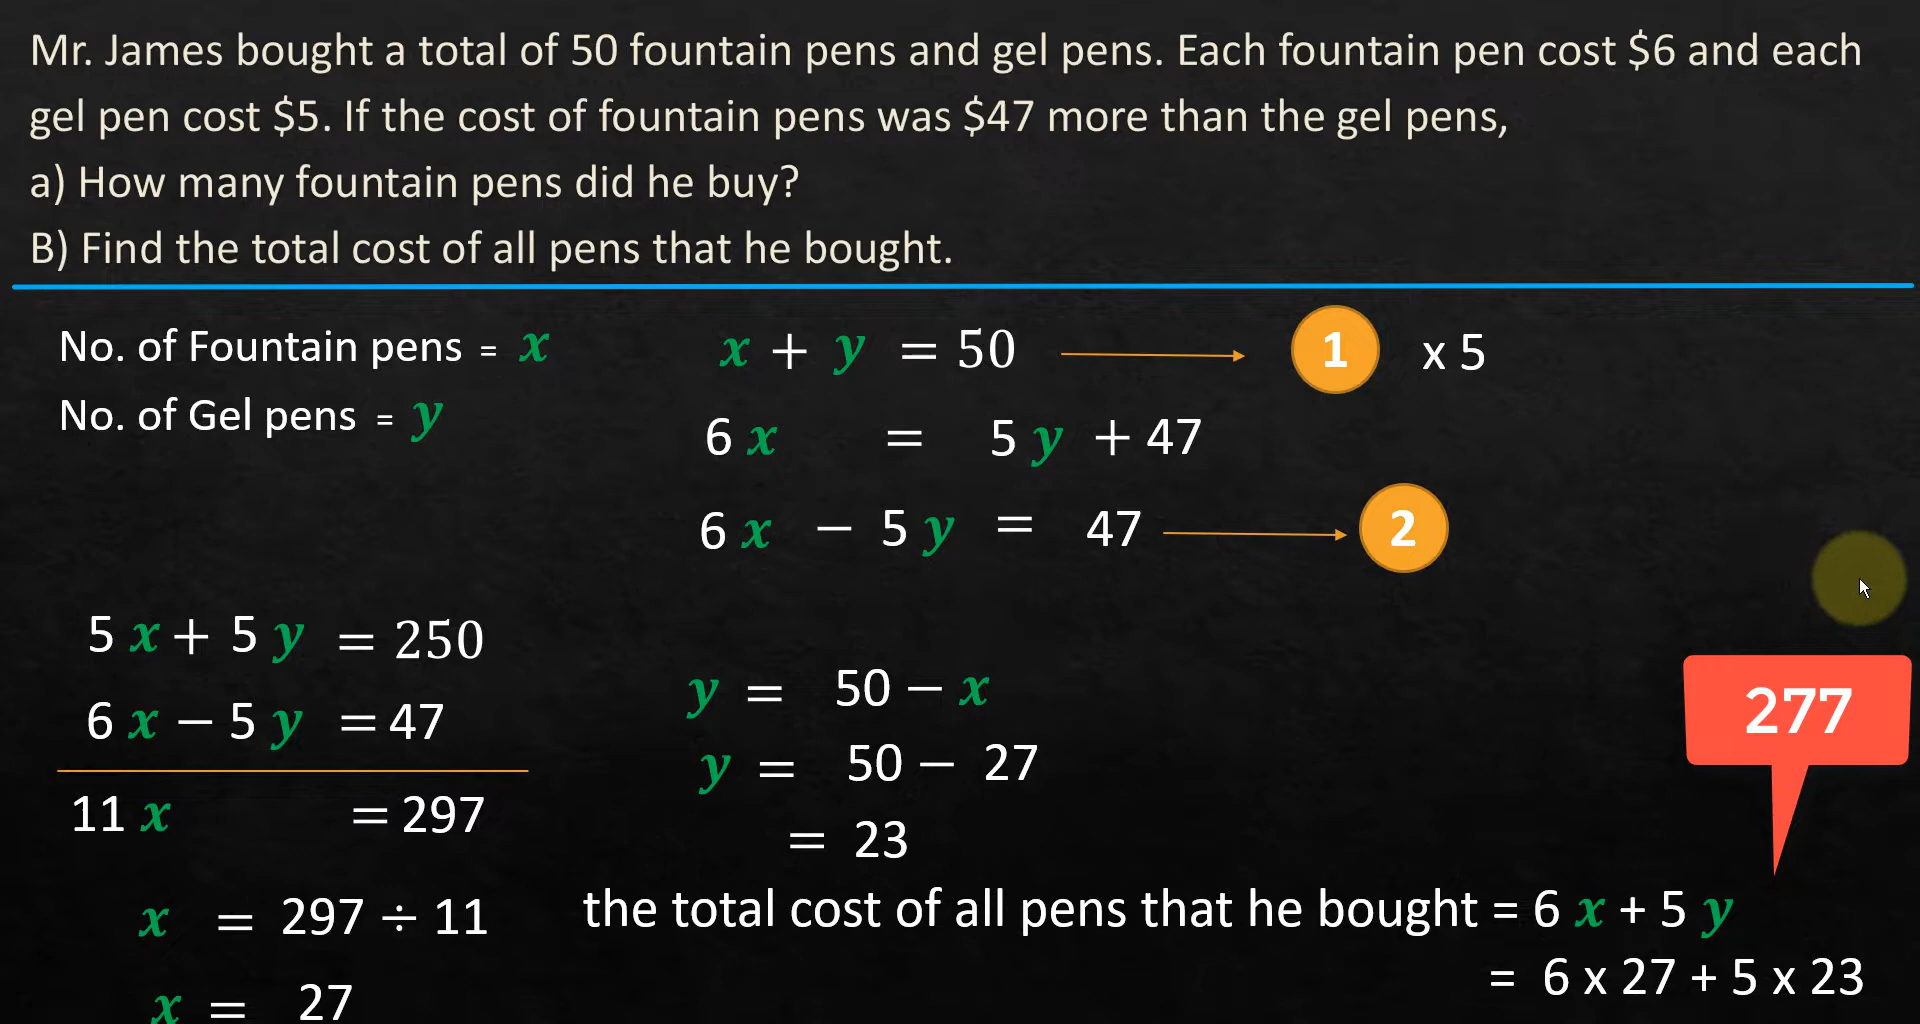 Mr. James bought a total of 50 fountain pens and gel pens. Each fountain pen cost $6 and each
gel pen cost $5. If the cost of fountain pens was $47 more than the gel pens,
a) How many fountain pens did he buy?
B) Find the total cost of all pens that he bought.
No. of Fountain pens = x
No. of Gel pens = y
x + y = 50 1 x 5
6 x = 5 y + 47
6 x − 5 y = 47 2
5 x + 5 y = 250
6 x − 5 y = 47
11 x = 297
x = 297 ÷ 11
x = 27
y = 50 − x
y = 50 − 27
= 23
277
the total cost of all pens that he bought = 6 x + 5 y
= 6 x 27 + 5 x 23